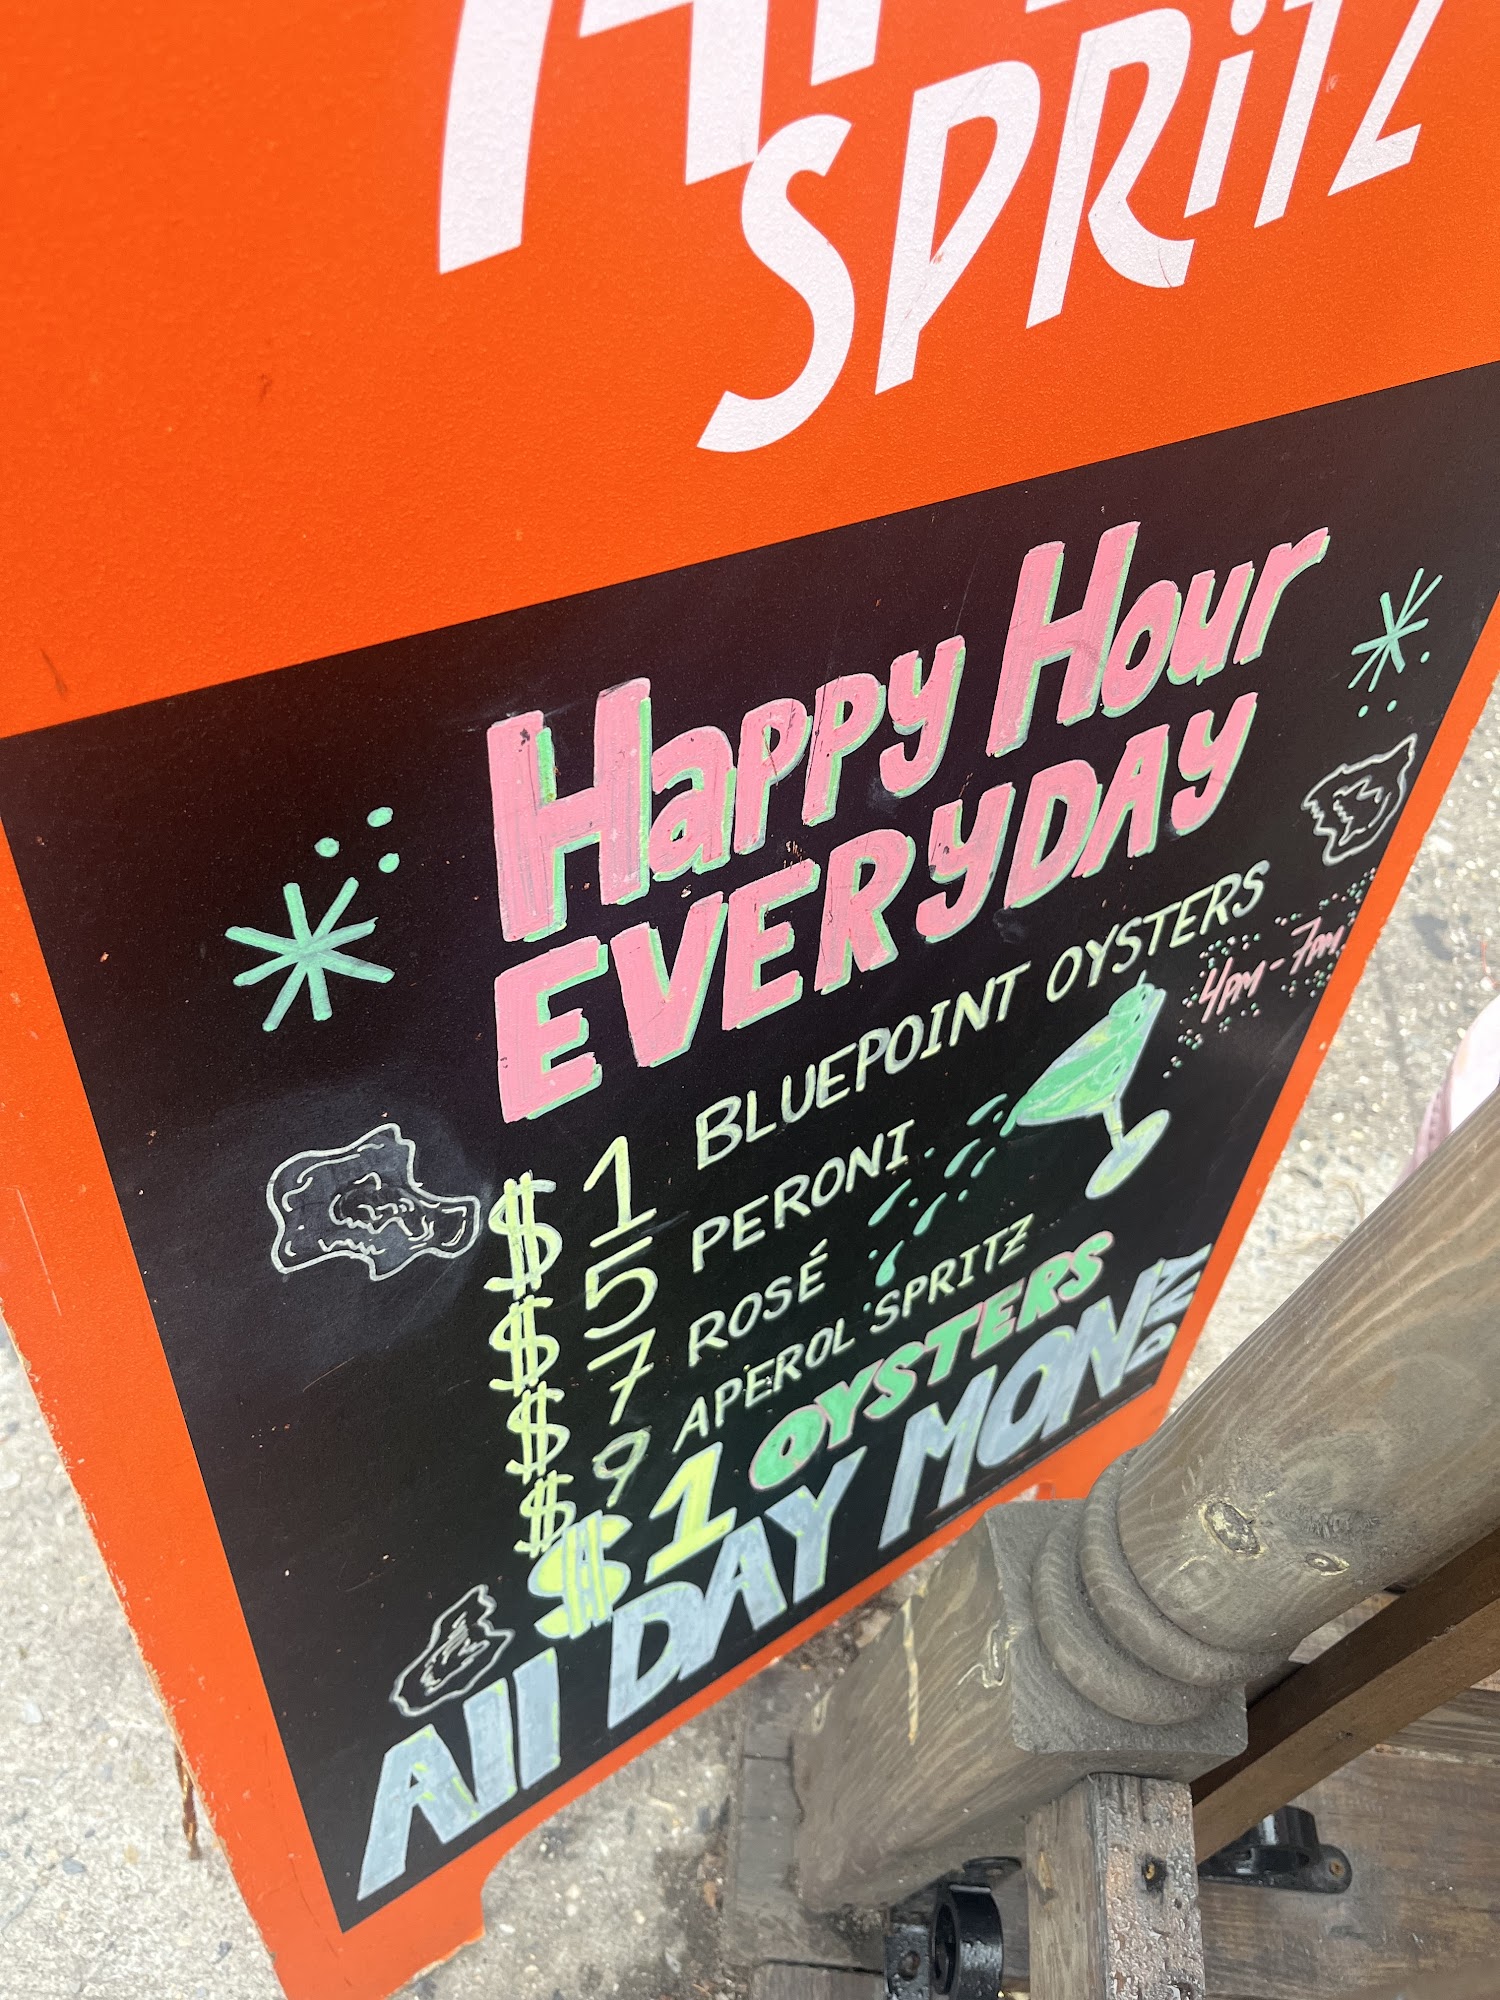 SPRiTZ
Happy Hour
EVERYDAY
$1 BLUEPOINT OYSTERS
4PM - 7PM
$5 PERONI
$7 ROSÉ
$9 APEROL SPRITZ
$1 OYSTERS
All DAY MON